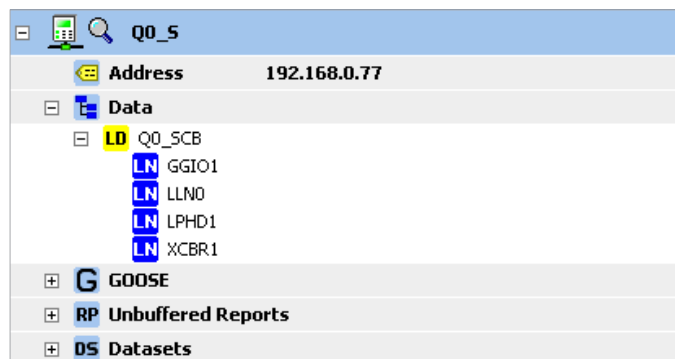 Q0_S
Address 192.168.0.77
Data
LD Q0_SCB
LN GGIO1
LN LLN0
LN LPHD1
LN XCBR1
G GOOSE
RP Unbuffered Reports
DS Datasets